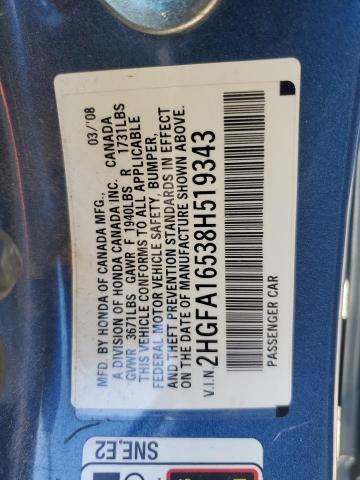 MFD. BY HONDA OF CANADA MFG., 03/'08
A DIVISION OF HONDA CANADA INC. CANADA
GVWR 3671LBS GAWR F 1940LBS R 1731LBS
THIS VEHICLE CONFORMS TO ALL APPLICABLE
FEDERAL MOTOR VEHICLE SAFETY BUMPER,
AND THEFT PREVENTION STANDARDS IN EFFECT
ON THE DATE OF MANUFACTURE SHOWN ABOVE.
V.I.N. 2HGFA16538H519343
PASSENGER CAR
SNE,E2